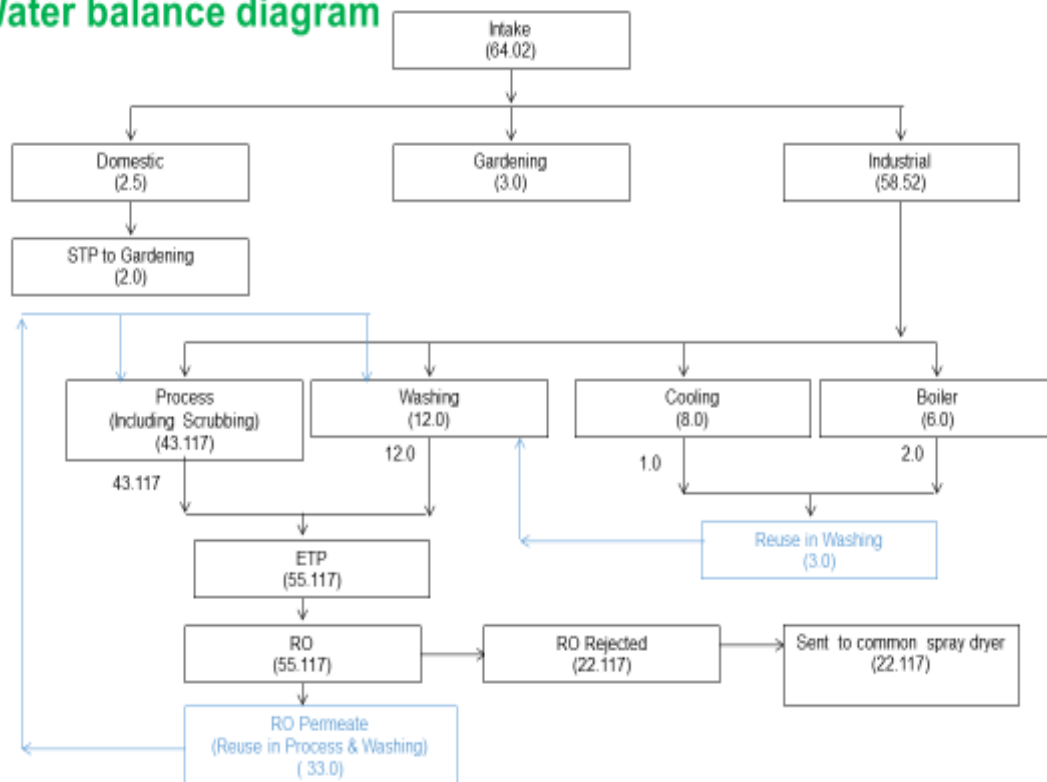 Water balance diagram
Intake
(64.02)
Domestic
(2.5)
Gardening
(3.0)
Industrial
(58.52)
STP to Gardening
(2.0)
Process
(Including Scrubbing)
(43.117)
Washing
(12.0)
Cooling
(8.0)
Boiler
(6.0)
43.117
12.0
1.0
2.0
Reuse in Washing
(3.0)
ETP
(55.117)
RO
(55.117)
RO Rejected
(22.117)
Sent to common spray dryer
(22.117)
RO Permeate
(Reuse in Process & Washing)
( 33.0)